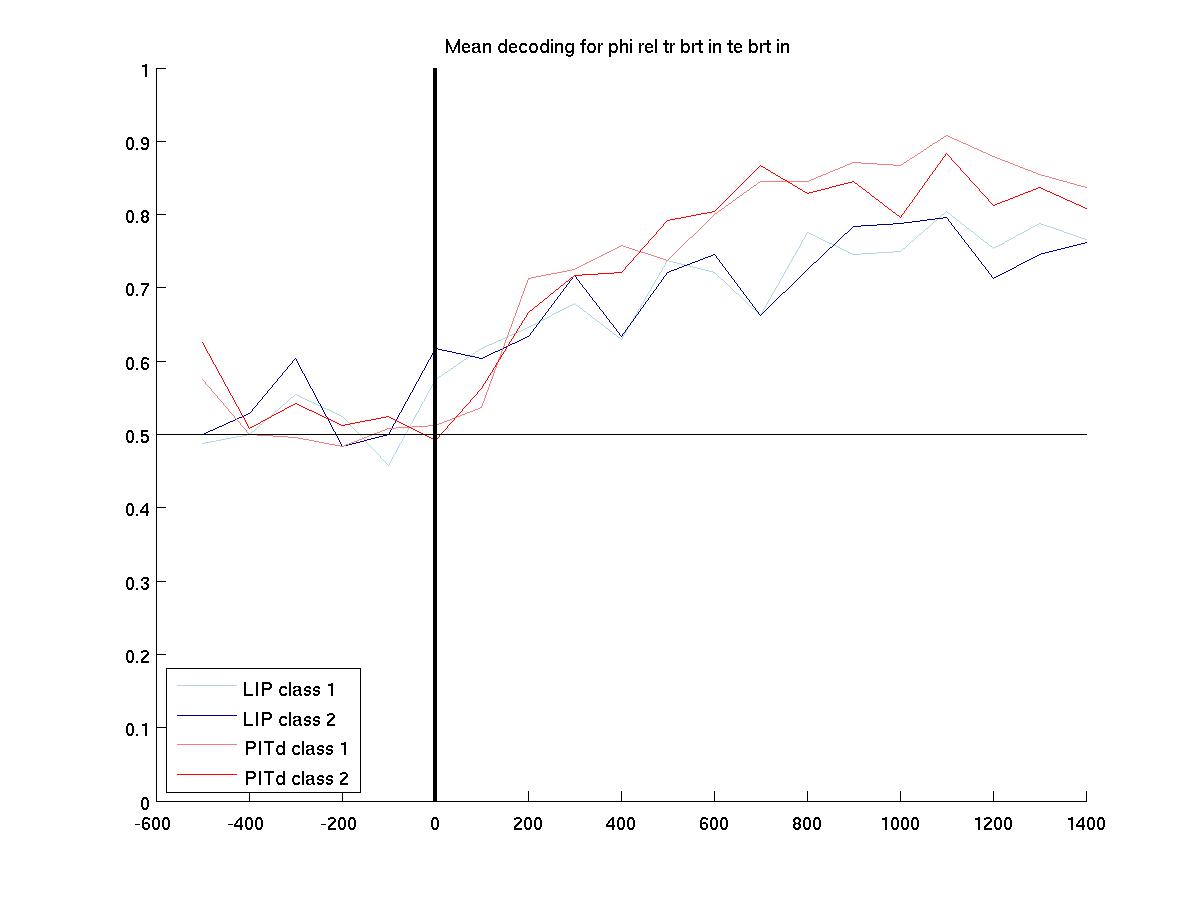 Mean decoding for phi rel tr brt in te brt in
1
0.9
0.8
0.7
0.6
0.5
0.4
0.3
0.2
0.1
0
LIP class 1
LIP class 2
PITd class 1
PITd class 2
-600 -400 -200 0 200 400 600 800 1000 1200 1400